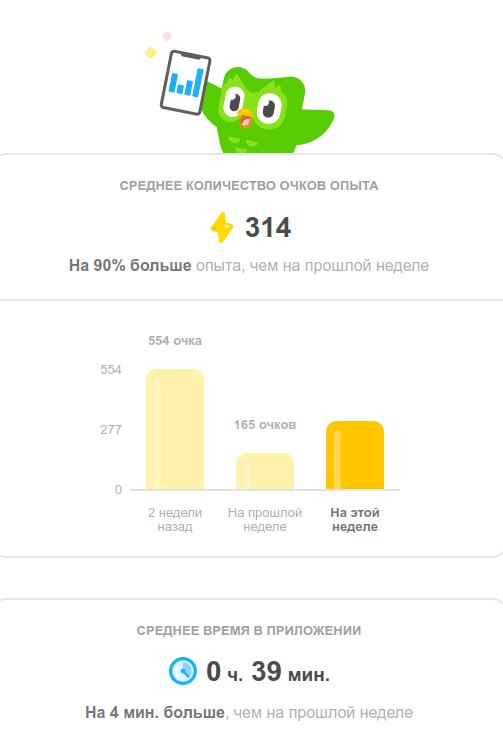 СРЕДНЕЕ КОЛИЧЕСТВО ОЧКОВ ОПЫТА
314
На 90% больше опыта, чем на прошлой неделе
554 очка
554
165 очков
277
0
2 недели назад
На прошлой неделе
На этой неделе
СРЕДНЕЕ ВРЕМЯ В ПРИЛОЖЕНИИ
0 ч. 39 мин.
На 4 мин. больше, чем на прошлой неделе